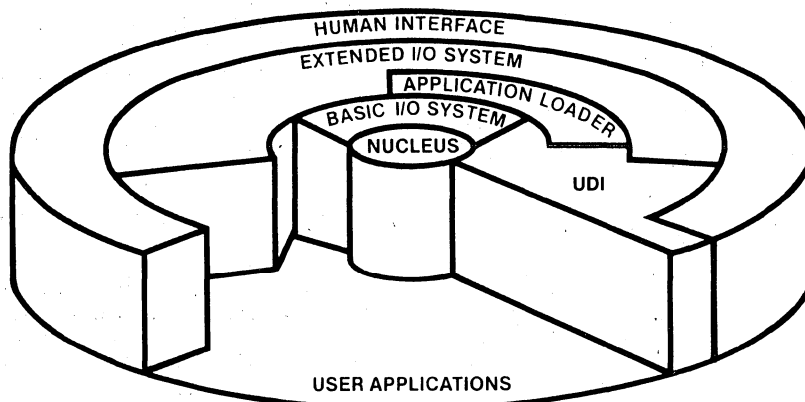 HUMAN INTERFACE
EXTENDED I/O SYSTEM
APPLICATION LOADER
BASIC I/O SYSTEM
NUCLEUS
UDI
USER APPLICATIONS